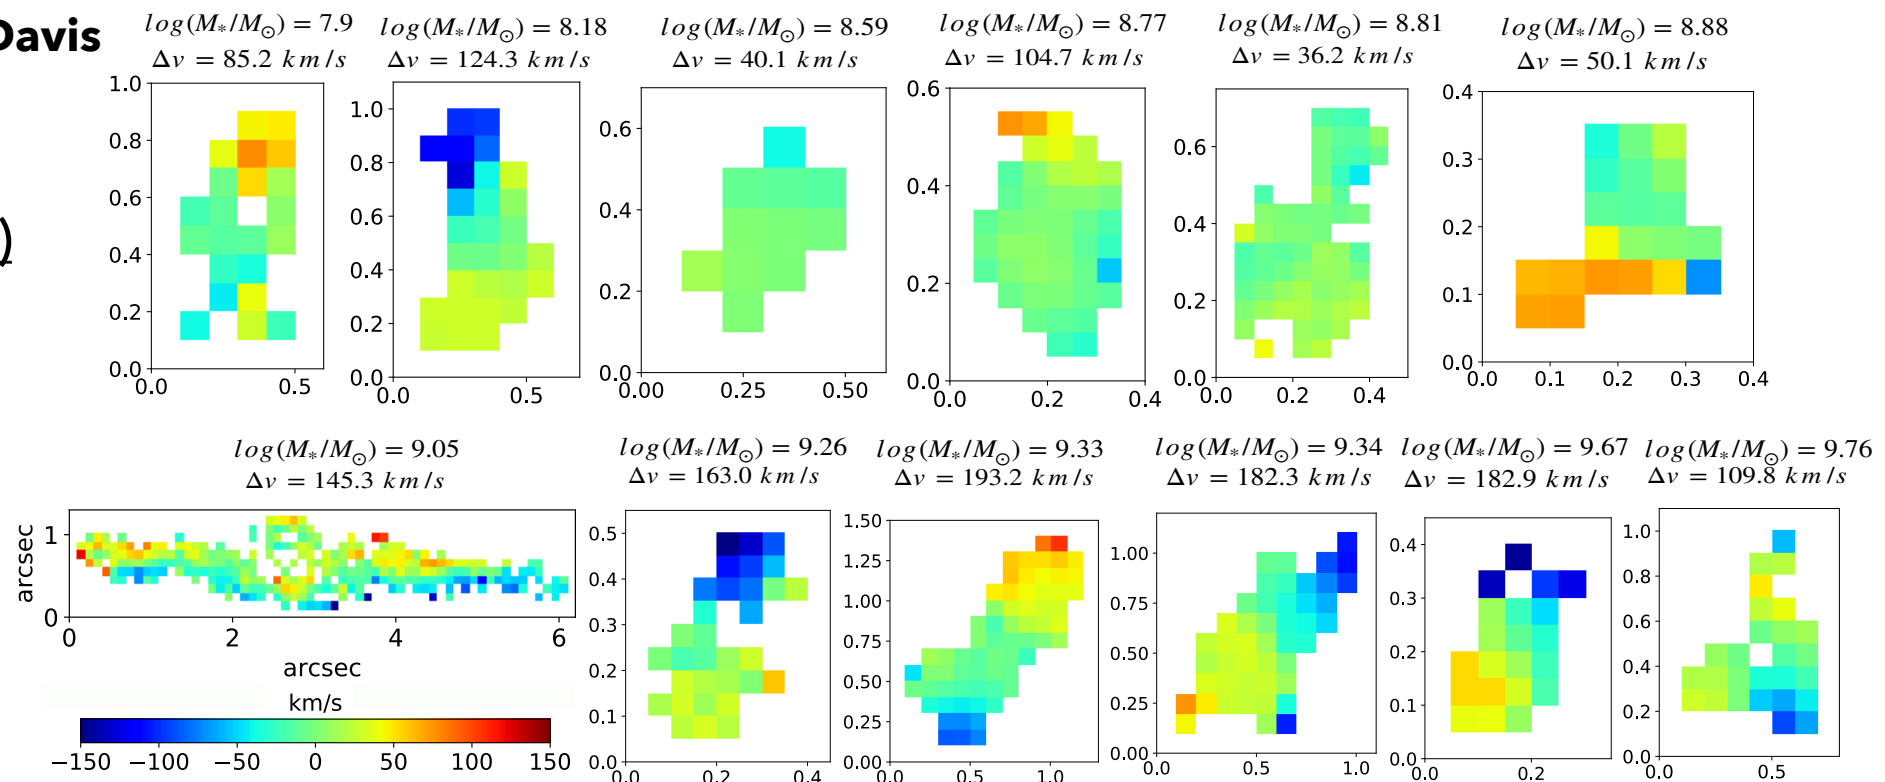 Davis
log(M*/M⊙) = 7.9
Δv = 85.2 km/s
log(M*/M⊙) = 8.18
Δv = 124.3 km/s
log(M*/M⊙) = 8.59
Δv = 40.1 km/s
log(M*/M⊙) = 8.77
Δv = 104.7 km/s
log(M*/M⊙) = 8.81
Δv = 36.2 km/s
log(M*/M⊙) = 8.88
Δv = 50.1 km/s
1.0
0.8
0.6
0.4
0.2
0.0
0.0 0.5
1.0
0.8
0.6
0.4
0.2
0.0
0.0 0.5
0.6
0.4
0.2
0.0
0.00 0.25 0.50
0.6
0.4
0.2
0.0
0.0 0.2 0.4
0.6
0.4
0.2
0.0
0.0 0.2 0.4
0.4
0.3
0.2
0.1
0.0
0.0 0.1 0.2 0.3 0.4
)
log(M*/M⊙) = 9.05
Δv = 145.3 km/s
log(M*/M⊙) = 9.26
Δv = 163.0 km/s
log(M*/M⊙) = 9.33
Δv = 193.2 km/s
log(M*/M⊙) = 9.34
Δv = 182.3 km/s
log(M*/M⊙) = 9.67
Δv = 182.9 km/s
log(M*/M⊙) = 9.76
Δv = 109.8 km/s
arcsec
1
0
0 2 4 6
arcsec
km/s
−150 −100 −50 0 50 100 150
0.5
0.4
0.3
0.2
0.1
0.0
0.0 0.2 0.4
1.50
1.25
1.00
0.75
0.50
0.25
0.00
0.0 0.5 1.0
1.00
0.75
0.50
0.25
0.00
0.0 0.5 1.0
0.4
0.3
0.2
0.1
0.0
0.0 0.2
1.0
0.8
0.6
0.4
0.2
0.0
0.0 0.5